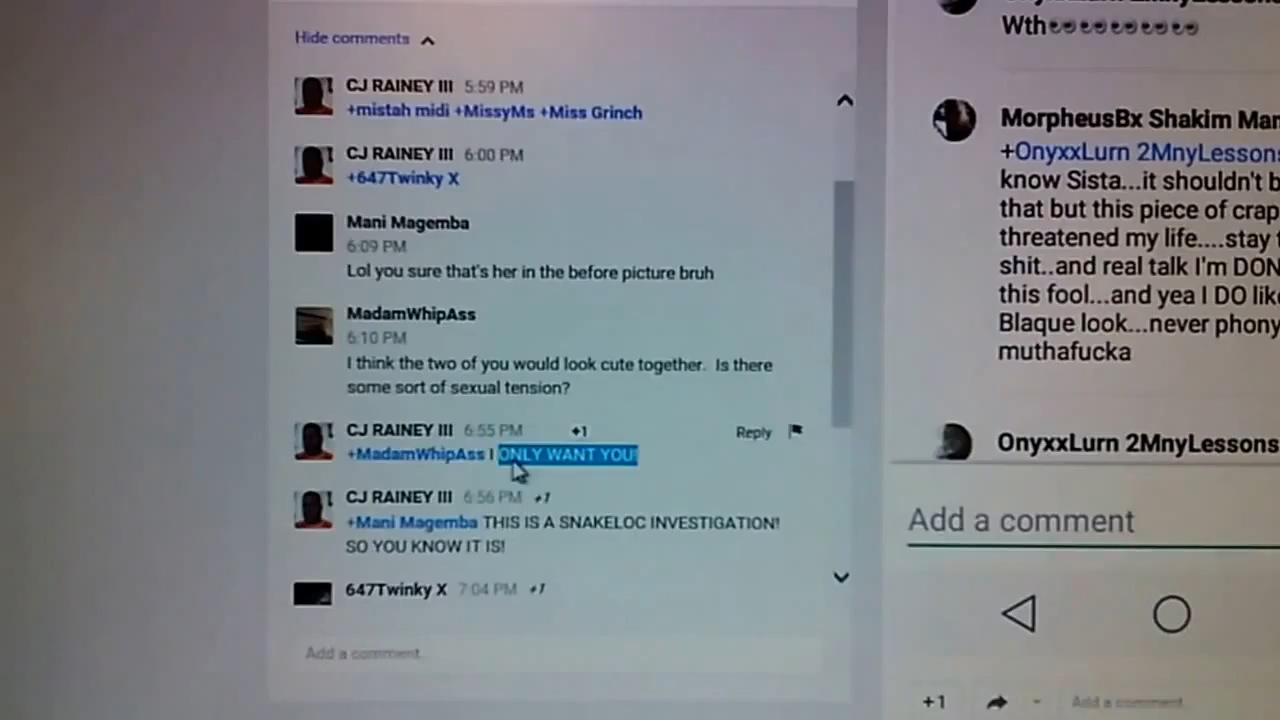 Hide comments
CJ RAINEY III 5:59 PM
+mistah midi +MissyMs +Miss Grinch
CJ RAINEY III 6:00 PM
+647Twinky X
Mani Magemba
6:09 PM
Lol you sure that's her in the before picture bruh
MadamWhipAss
6:10 PM
I think the two of you would look cute together. Is there
some sort of sexual tension?
CJ RAINEY III 6:55 PM +1 Reply
+MadamWhipAss I ONLY WANT YOU!
CJ RAINEY III 6:56 PM +1
+Mani Magemba THIS IS A SNAKELOC INVESTIGATION!
SO YOU KNOW IT IS!
647Twinky X 7:04 PM +1
Add a comment...
Wth
MorpheusBx Shakim Mar
+OnyxxLurn 2MnyLessons
know Sista...it shouldn't b
that but this piece of crap
threatened my life....stay
shit..and real talk I'm DON
this fool...and yea I DO lik
Blaque look...never phony
muthafucka
OnyxxLurn 2MnyLessons
Add a comment
+1 Add a comment...